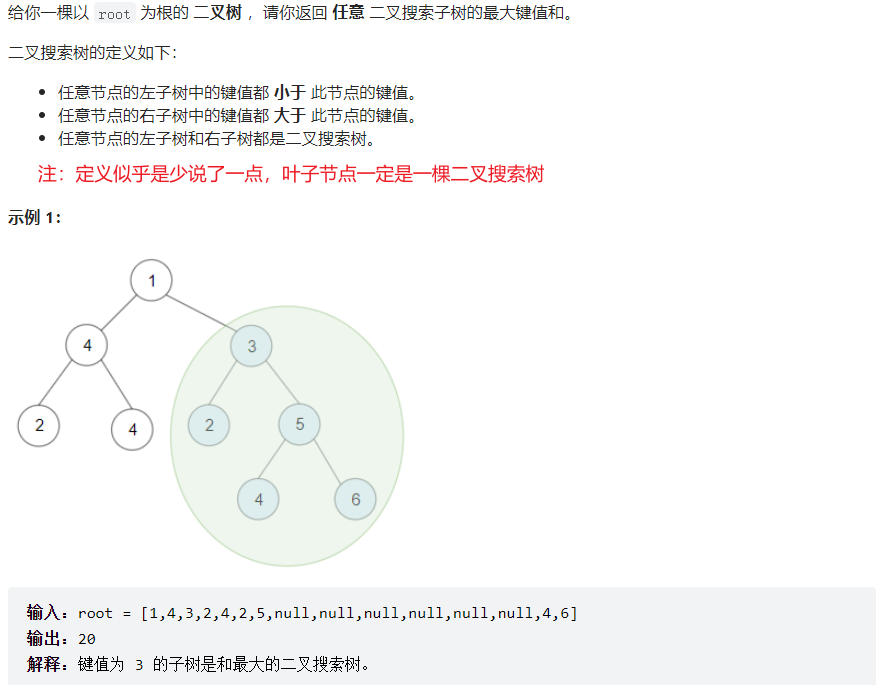 给你一棵以 root 为根的 二叉树 ，请你返回 任意 二叉搜索子树的最大键值和。
二叉搜索树的定义如下：
任意节点的左子树中的键值都 小于 此节点的键值。
任意节点的右子树中的键值都 大于 此节点的键值。
任意节点的左子树和右子树都是二叉搜索树。
注：定义似乎是少说了一点，叶子节点一定是一棵二叉搜索树
示例 1：
1
4 3
2 4 2 5
4 6
输入：root = [1,4,3,2,4,2,5,null,null,null,null,null,null,4,6]
输出：20
解释：键值为 3 的子树是和最大的二叉搜索树。